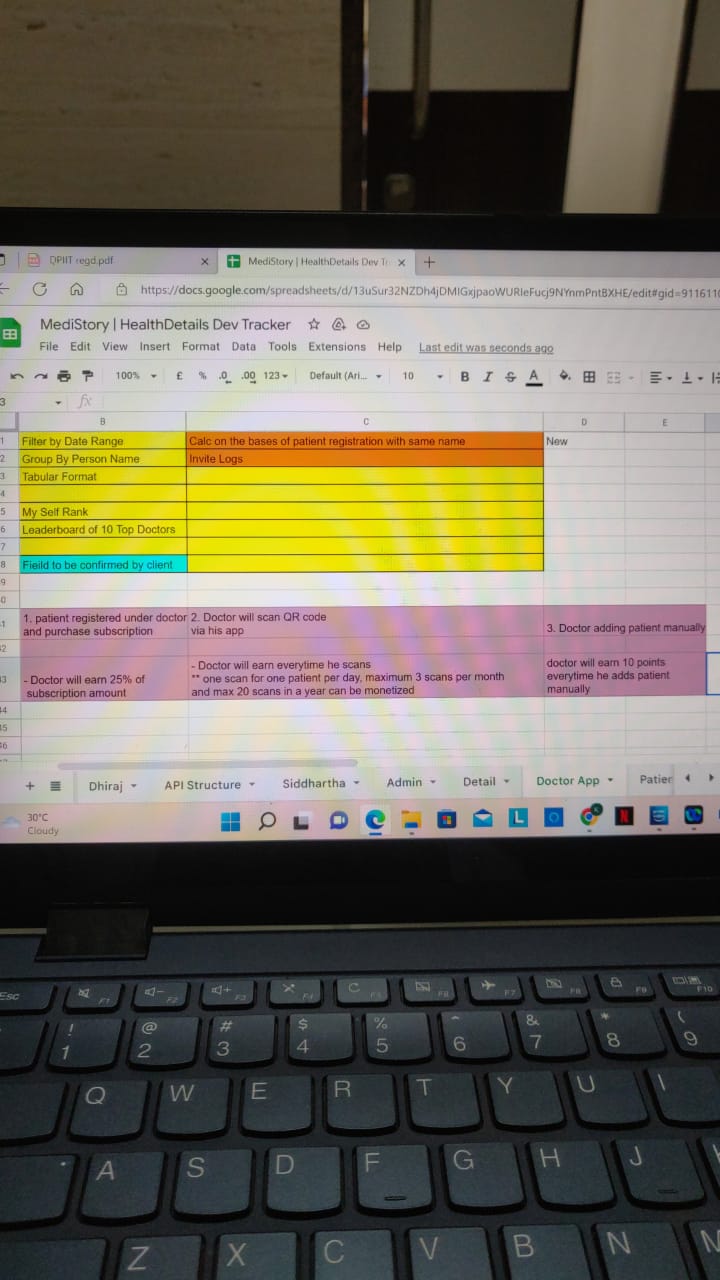 DPIIT regd.pdf
MediStory | HealthDetails Dev Tr
https://docs.google.com/spreadsheets/d/13uSur32NZDh4jDMIGxjpaoWURIeFucj9NYnmPntBXHE/edit#gid=9116110
MediStory | HealthDetails Dev Tracker
File Edit View Insert Format Data Tools Extensions Help Last edit was seconds ago
100% £ % .0 .00 123 Default (Ari... 10 B I S A
3 fx
B C D E
1 Filter by Date Range Calc on the bases of patient registration with same name New
2 Group By Person Name Invite Logs
3 Tabular Format
4
5 My Self Rank
6 Leaderboard of 10 Top Doctors
7
8 Fieild to be confirmed by client
9
0
1 1. patient registered under doctor 2. Doctor will scan QR code
and purchase subscription via his app 3. Doctor adding patient manually
2
3 - Doctor will earn 25% of subscription amount
- Doctor will earn everytime he scans
** one scan for one patient per day, maximum 3 scans per month
and max 20 scans in a year can be monetized
doctor will earn 10 points
everytime he adds patient
manually
14
15
16
+ Dhiraj API Structure Siddhartha Admin Detail Doctor App Patier
30°C
Cloudy
L N
Esc F1 F2 F3 F4 F5 F6 F7 F8 F9 F10
! @ # $ % ^ & * (
1 2 3 4 5 6 7 8 9
Q W E R T Y U I
A S D F G H J
Z X C V B N M